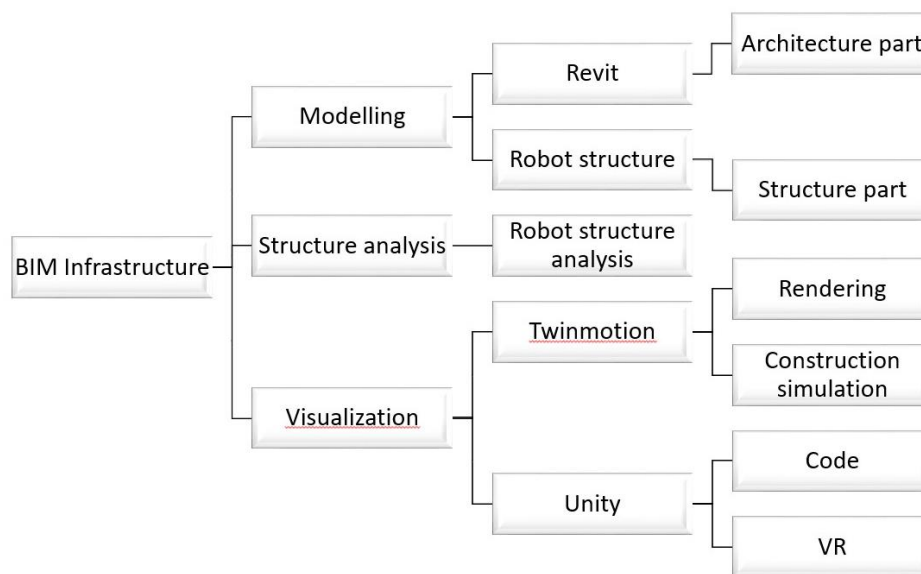 Architecture part
Revit
Modelling
Robot structure
Structure part
Structure analysis
Robot structure
analysis
BIM Infrastructure
Rendering
Twinmotion
Construction
simulation
Visualization
Code
Unity
VR